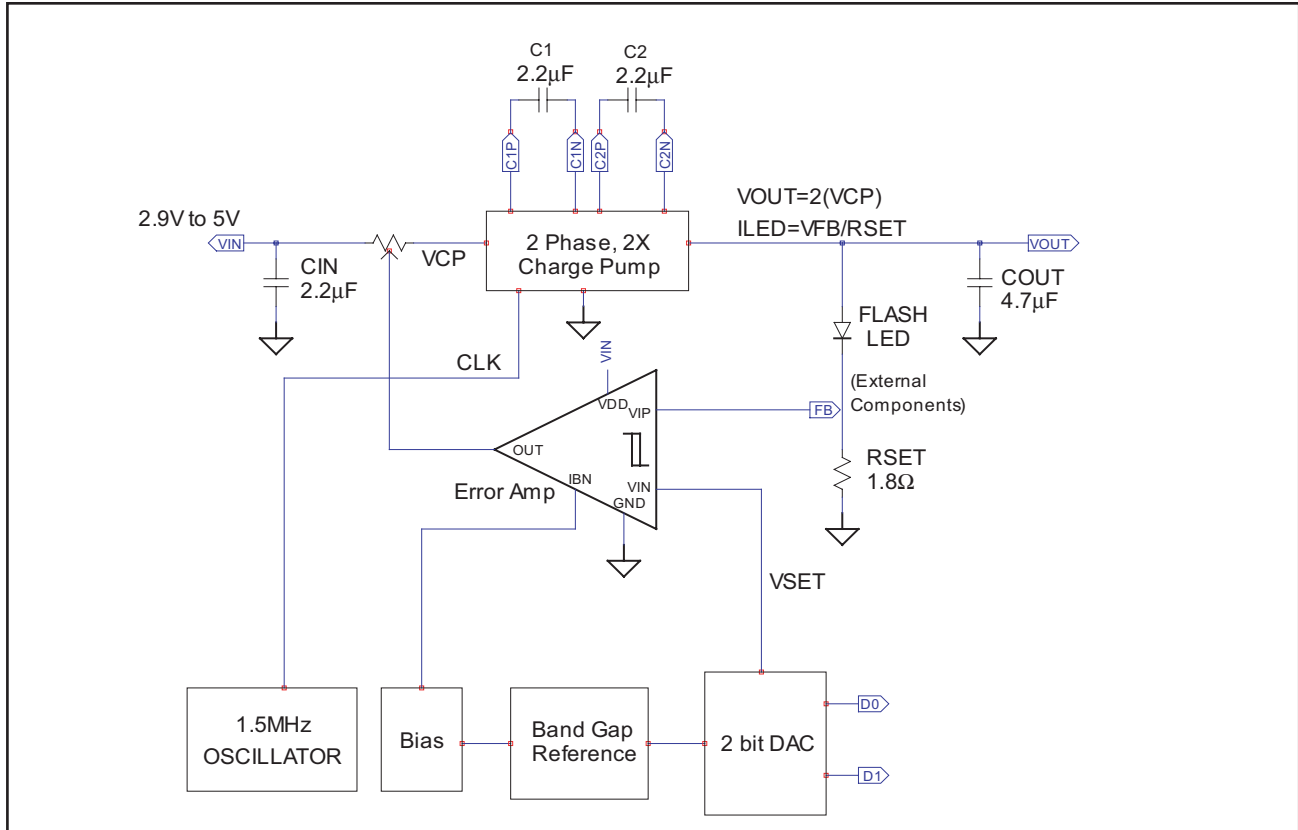 C1
2.2μF
C2
2.2μF
C1P
C1N
C2P
C2N
VOUT=2(VCP)
ILED=VFB/RSET
2.9V to 5V
VIN
VCP
2 Phase, 2X
Charge Pump
VOUT
CIN
2.2μF
COUT
4.7μF
FLASH
LED
CLK
VIN
(External
Components)
VDD
VIP
FB
OUT
IBN
VIN
GND
Error Amp
RSET
1.8Ω
VSET
1.5MHz
OSCILLATOR
Bias
Band Gap
Reference
2 bit DAC
D0
D1